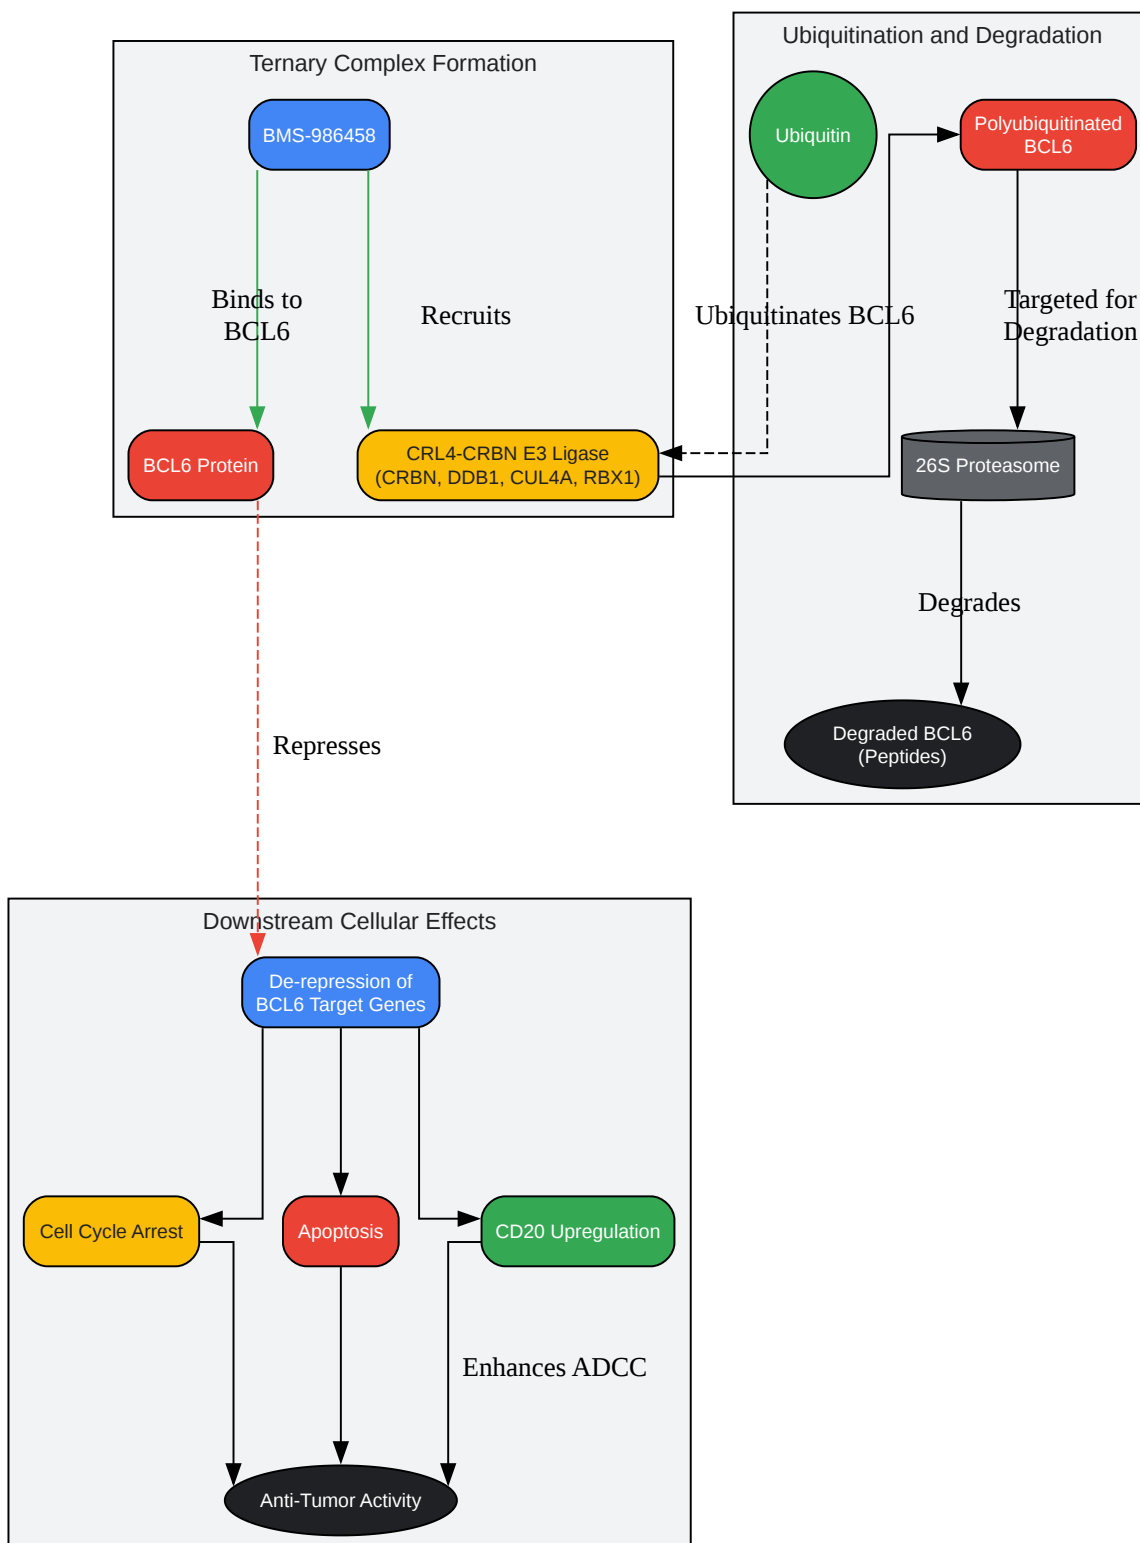 Ternary Complex Formation
BMS-986458
Binds to
BCL6
Recruits
BCL6 Protein
CRL4-CRBN E3 Ligase
(CRBN, DDB1, CUL4A, RBX1)
Ubiquitination and Degradation
Ubiquitin
Polyubiquitinated
BCL6
Ubiquitinates BCL6
Targeted for
Degradation
26S Proteasome
Degrades
Degraded BCL6
(Peptides)
Represses
Downstream Cellular Effects
De-repression of
BCL6 Target Genes
Cell Cycle Arrest
Apoptosis
CD20 Upregulation
Enhances ADCC
Anti-Tumor Activity